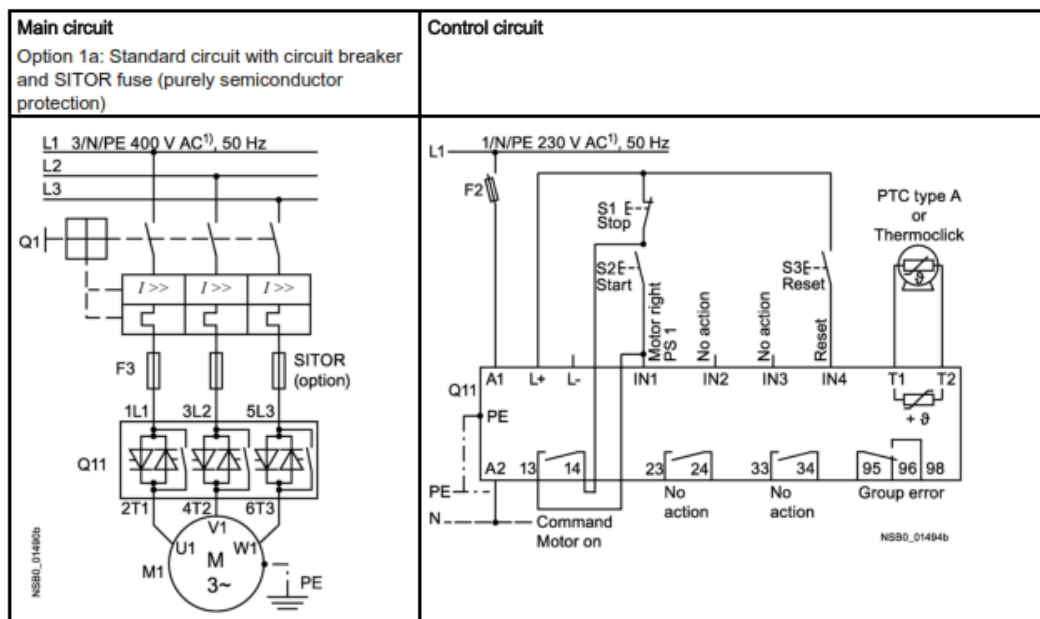 Main circuit
Option 1a: Standard circuit with circuit breaker
and SITOR fuse (purely semiconductor
protection)
Control circuit
L1 3/N/PE 400 V AC¹⁾, 50 Hz
L2
L3
Q1
I >> I >> I >>
F3
SITOR
(option)
1L1 3L2 5L3
Q11
2T1 4T2 6T3
V1
U1 W1
M
3~
M1
PE
NSB0_01490b
1/N/PE 230 V AC¹⁾, 50 Hz
L1
F2
S1 E
Stop
S2 E
Start
S3 E
Reset
PTC type A
or
Thermoclick
ϑ
Motor right
PS 1
No action
No action
Reset
Q11
A1 L+ L- IN1 IN2 IN3 IN4 T1 T2
+ ϑ
PE
A2 13 14 23 24 33 34 95 96 98
PE
No
action
No
action
Group error
N
Command
Motor on
NSB0_01494b